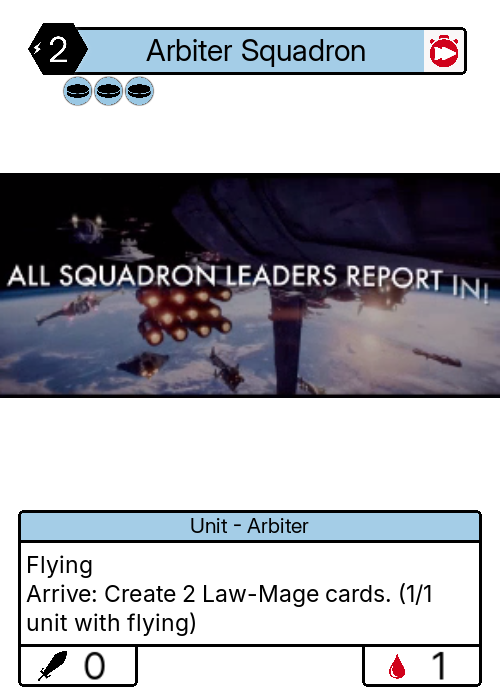 2 Arbiter Squadron
ALL SQUADRON LEADERS REPORT IN!
Unit - Arbiter
Flying
Arrive: Create 2 Law-Mage cards. (1/1
unit with flying)
0 1